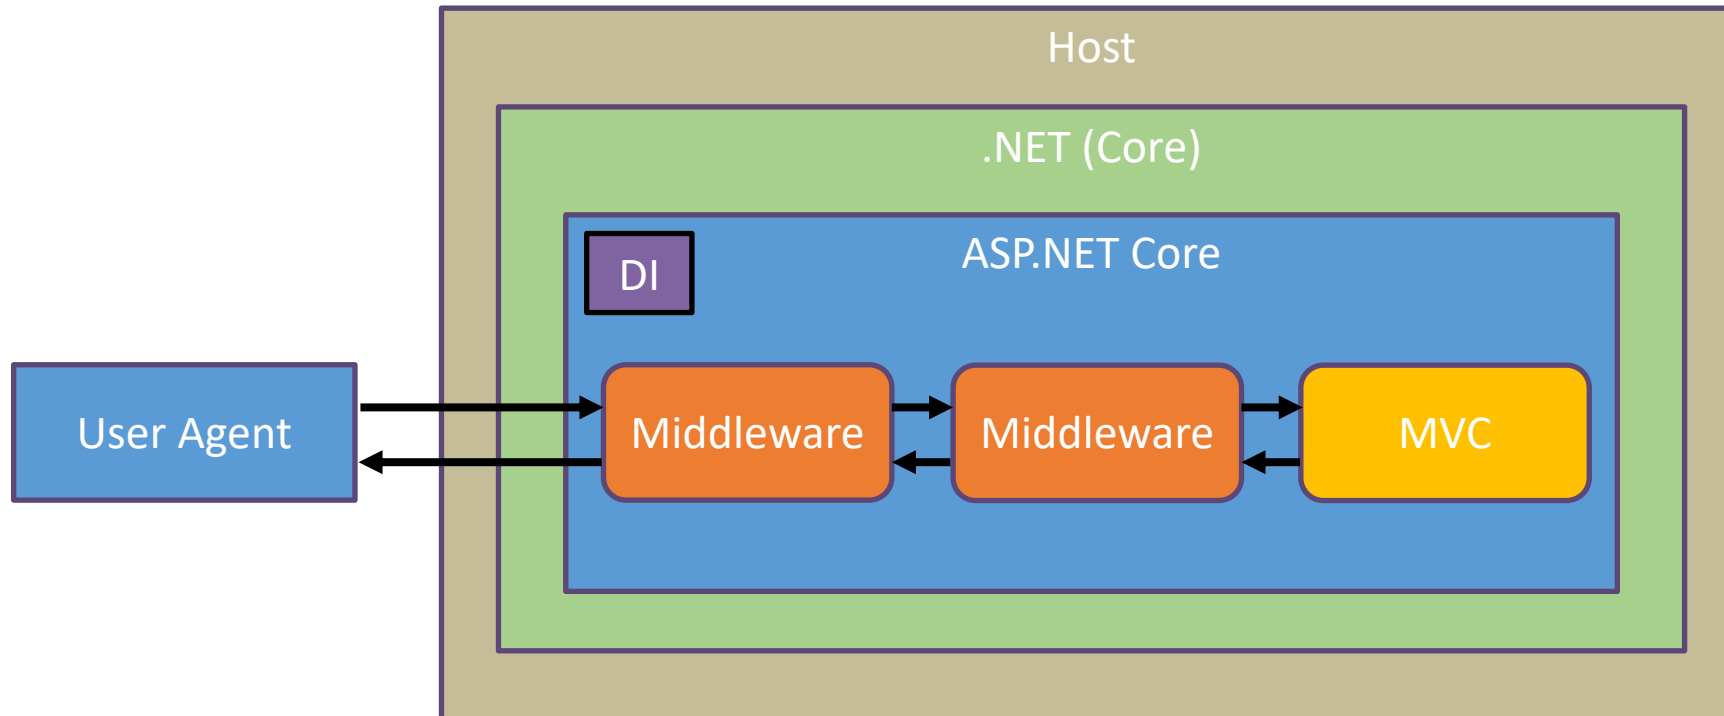 Host
.NET (Core)
ASP.NET Core
DI
User Agent
Middleware
Middleware
MVC